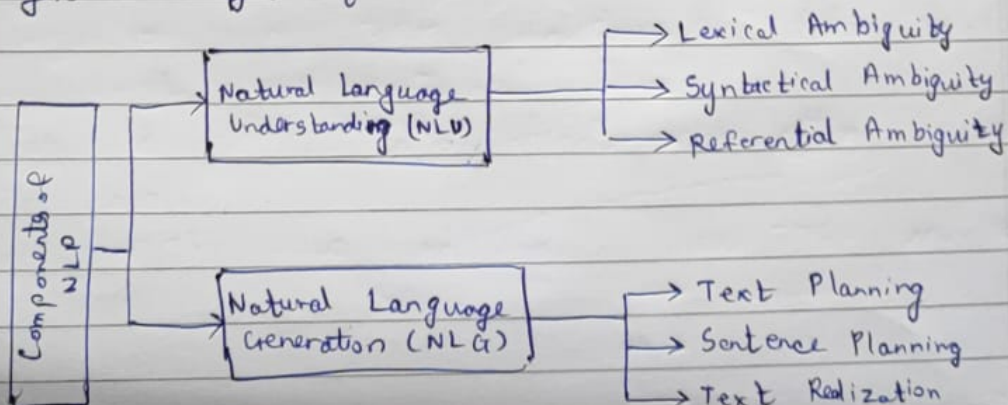 Natural Language
Understanding (NLU)
Lexical Ambiguity
Syntactical Ambiguity
Referential Ambiguity
Components of
NLP
Natural Language
Generation (NLG)
Text Planning
Sentence Planning
Text Realization